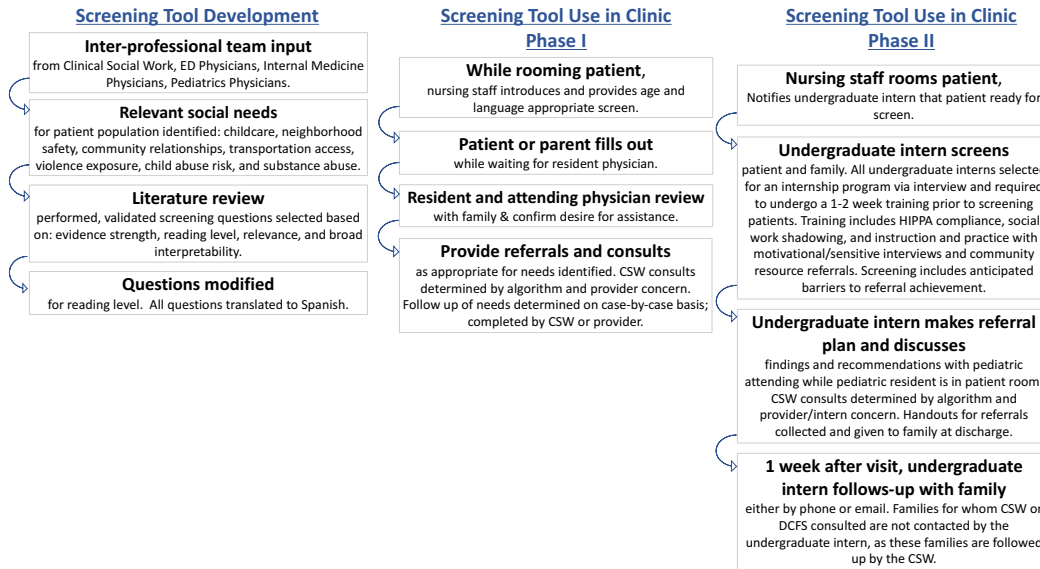 Screening Tool Development
Inter-professional team input
from Clinical Social Work, ED Physicians, Internal Medicine
Physicians, Pediatrics Physicians.
Relevant social needs
for patient population identified: childcare, neighborhood
safety, community relationships, transportation access,
violence exposure, child abuse risk, and substance abuse.
Literature review
performed, validated screening questions selected based
on: evidence strength, reading level, relevance, and broad
interpretability.
Questions modified
for reading level. All questions translated to Spanish.
Screening Tool Use in Clinic
Phase I
While rooming patient,
nursing staff introduces and provides age and
language appropriate screen.
Patient or parent fills out
while waiting for resident physician.
Resident and attending physician review
with family & confirm desire for assistance.
Provide referrals and consults
as appropriate for needs identified. CSW consults
determined by algorithm and provider concern.
Follow up of needs determined on case-by-case basis;
completed by CSW or provider.
Screening Tool Use in Clinic
Phase II
Nursing staff rooms patient,
Notifies undergraduate intern that patient ready for
screen.
Undergraduate intern screens
patient and family. All undergraduate interns selected
for an internship program via interview and required
to undergo a 1-2 week training prior to screening
patients. Training includes HIPPA compliance, social
work shadowing, and instruction and practice with
motivational/sensitive interviews and community
resource referrals. Screening includes anticipated
barriers to referral achievement.
Undergraduate intern makes referral
plan and discusses
findings and recommendations with pediatric
attending while pediatric resident is in patient room
CSW consults determined by algorithm and
provider/intern concern. Handouts for referrals
collected and given to family at discharge.
1 week after visit, undergraduate
intern follows-up with family
either by phone or email. Families for whom CSW or
DCFS consulted are not contacted by the
undergraduate intern, as these families are followed
up by the CSW.